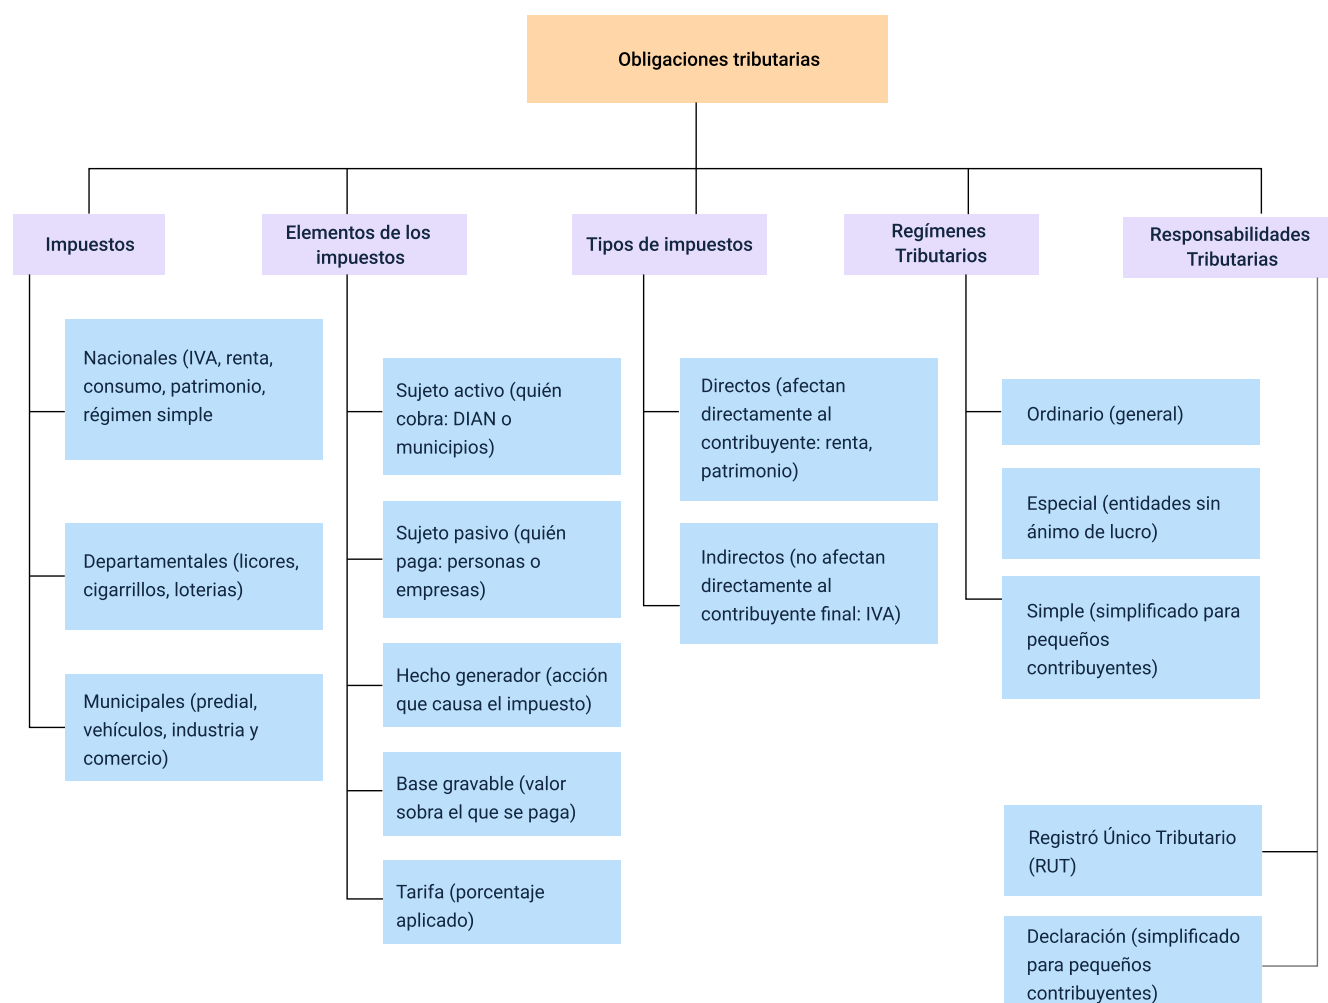 Obligaciones tributarias
Impuestos
Nacionales (IVA, renta,
consumo, patrimonio,
régimen simple
Departamentales (licores,
cigarrillos, loterias)
Municipales (predial,
vehículos, industria y
comercio)
Elementos de los
impuestos
Sujeto activo (quién
cobra: DIAN o
municipios)
Sujeto pasivo (quién
paga: personas o
empresas)
Hecho generador (acción
que causa el impuesto)
Base gravable (valor
sobra el que se paga)
Tarifa (porcentaje
aplicado)
Tipos de impuestos
Directos (afectan
directamente al
contribuyente: renta,
patrimonio)
Indirectos (no afectan
directamente al
contribuyente final: IVA)
Regímenes
Tributarios
Ordinario (general)
Especial (entidades sin
ánimo de lucro)
Simple (simplificado para
pequeños
contribuyentes)
Responsabilidades
Tributarias
Registró Único Tributario
(RUT)
Declaración (simplificado
para pequeños
contribuyentes)